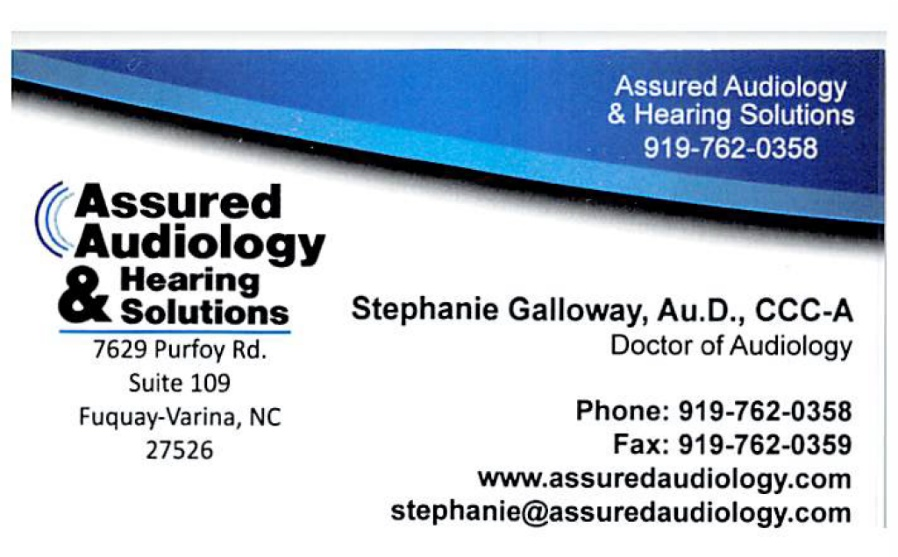 Assured Audiology
& Hearing Solutions
919-762-0358
Assured
Audiology
& Hearing
Solutions
7629 Purfoy Rd.
Suite 109
Fuquay-Varina, NC
27526
Stephanie Galloway, Au.D., CCC-A
Doctor of Audiology
Phone: 919-762-0358
Fax: 919-762-0359
www.assuredaudiology.com
stephanie@assuredaudiology.com